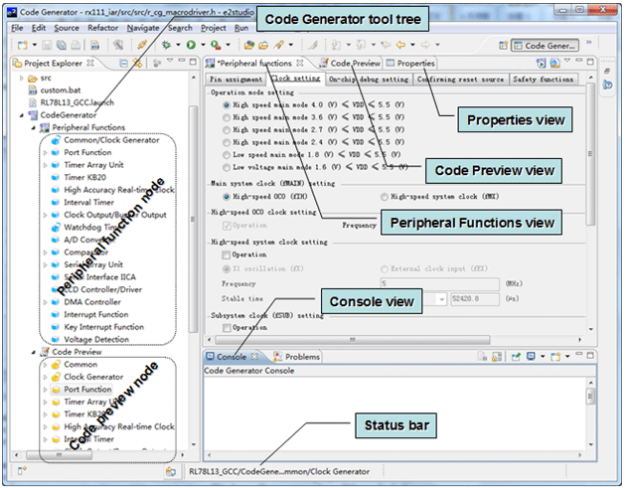 Code Generator - rx111_iar/src/src/r_cg_macrodriver.h - e2studio
Code Generator tool tree
File Edit Source Refactor Navigate Search Project Run Window Help
Code Gener...
Project Explorer
*Peripheral functions
Code Preview
Properties
src
custom.bat
RL78L13_GCC.launch
CodeGenerator
Peripheral Functions
Common/Clock Generator
Port Function
Timer Array Unit
Timer KB20
High Accuracy Real-time Clock
Interval Timer
Clock Output/Buzzer Output
Watchdog Timer
A/D Converter
Comparator
Serial Array Unit
Serial Interface IICA
LCD Controller/Driver
DMA Controller
Interrupt Function
Key Interrupt Function
Voltage Detection
Peripheral function node
Code Preview
Common
Clock Generator
Port Function
Timer Array Unit
Timer KB20
High Accuracy Real-time Clock
Interval Timer
Code preview node
Pin assignment Clock setting On-chip debug setting Confirming reset source Safety functions
Operation mode setting
High speed main mode 4.0 (V) ≤ VDD ≤ 5.5 (V)
High speed main mode 3.6 (V) ≤ VDD ≤ 5.5 (V)
High speed main mode 2.7 (V) ≤ VDD ≤ 5.5 (V)
High speed main mode 2.4 (V) ≤ VDD ≤ 5.5 (V)
Low speed main mode 1.8 (V) ≤ VDD ≤ 5.5 (V)
Low voltage main mode 1.6 (V) ≤ VDD ≤ 5.5 (V)
Properties view
Code Preview view
Main system clock (fMAIN) setting
High-speed OCO (fIH)
High-speed system clock (fMX)
High-speed OCO clock setting
Operation
Frequency
Peripheral Functions view
High-speed system clock setting
Operation
X1 oscillation (fX)
External clock input (fEX)
Frequency
5
(MHz)
Stable time
52428.8
(μs)
Console view
Subsystem clock (fSUB) setting
Operation
Console
Problems
Code Generator Console
Status bar
RL78L13_GCC/CodeGene...mmon/Clock Generator